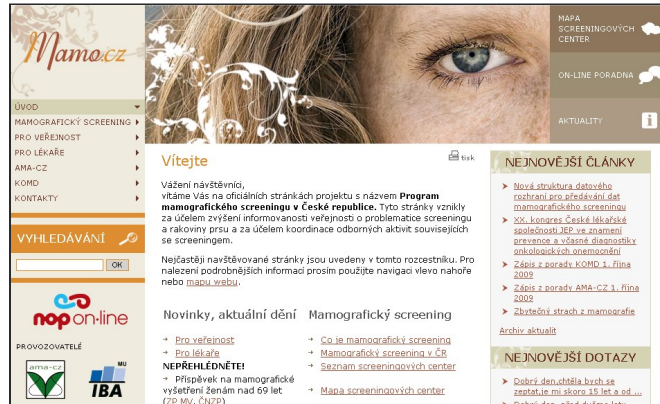 Mamo.cz
MAPA
SCREENINGOVÝCH
CENTER
ON-LINE PORADNA
AKTUALITY
ÚVOD
MAMOGRAFICKÝ SCREENING
PRO VEŘEJNOST
PRO LÉKAŘE
AMA-CZ
KOMD
KONTAKTY
VYHLEDÁVÁNÍ
OK
nop on-line
PROVOZOVATELÉ
ama-cz
MU
IBA
Vítejte
tisk
Vážení návštěvníci,
vítáme Vás na oficiálních stránkách projektu s názvem Program
mamografického screeningu v České republice. Tyto stránky vznikly
za účelem zvýšení informovanosti veřejnosti o problematice screeningu
a rakoviny prsu a za účelem koordinace odborných aktivit souvisejících
se screeningem.
Nejčastěji navštěvované stránky jsou uvedeny v tomto rozcestníku. Pro
nalezení podrobnějších informací prosím použijte navigaci vlevo nahoře
nebo mapu webu.
Novinky, aktuální dění
Pro veřejnost
Pro lékaře
NEPŘEHLÉDNĚTE!
Příspěvek na mamografické
vyšetření ženám nad 69 let
(ZP MV, ČNZP)
Mamografický screening
Co je mamografický screening
Mamografický screening v ČR
Seznam screeningových center
Mapa screeningových center
NEJNOVĚJŠÍ ČLÁNKY
Nová struktura datového
rozhraní pro předávání dat
mamografického screeningu
XX. kongres České lékařské
společnosti JEP ve znamení
prevence a včasné diagnostiky
onkologických onemocnění
Zápis z porady KOMD 1. října
2009
Zápis z porady AMA-CZ 1. října
2009
Zbytečný strach z mamografie
Archiv aktualit
NEJNOVĚJŠÍ DOTAZY
Dobrý den,chtěla bych se
zeptat,je mi skoro 15 let a od ...